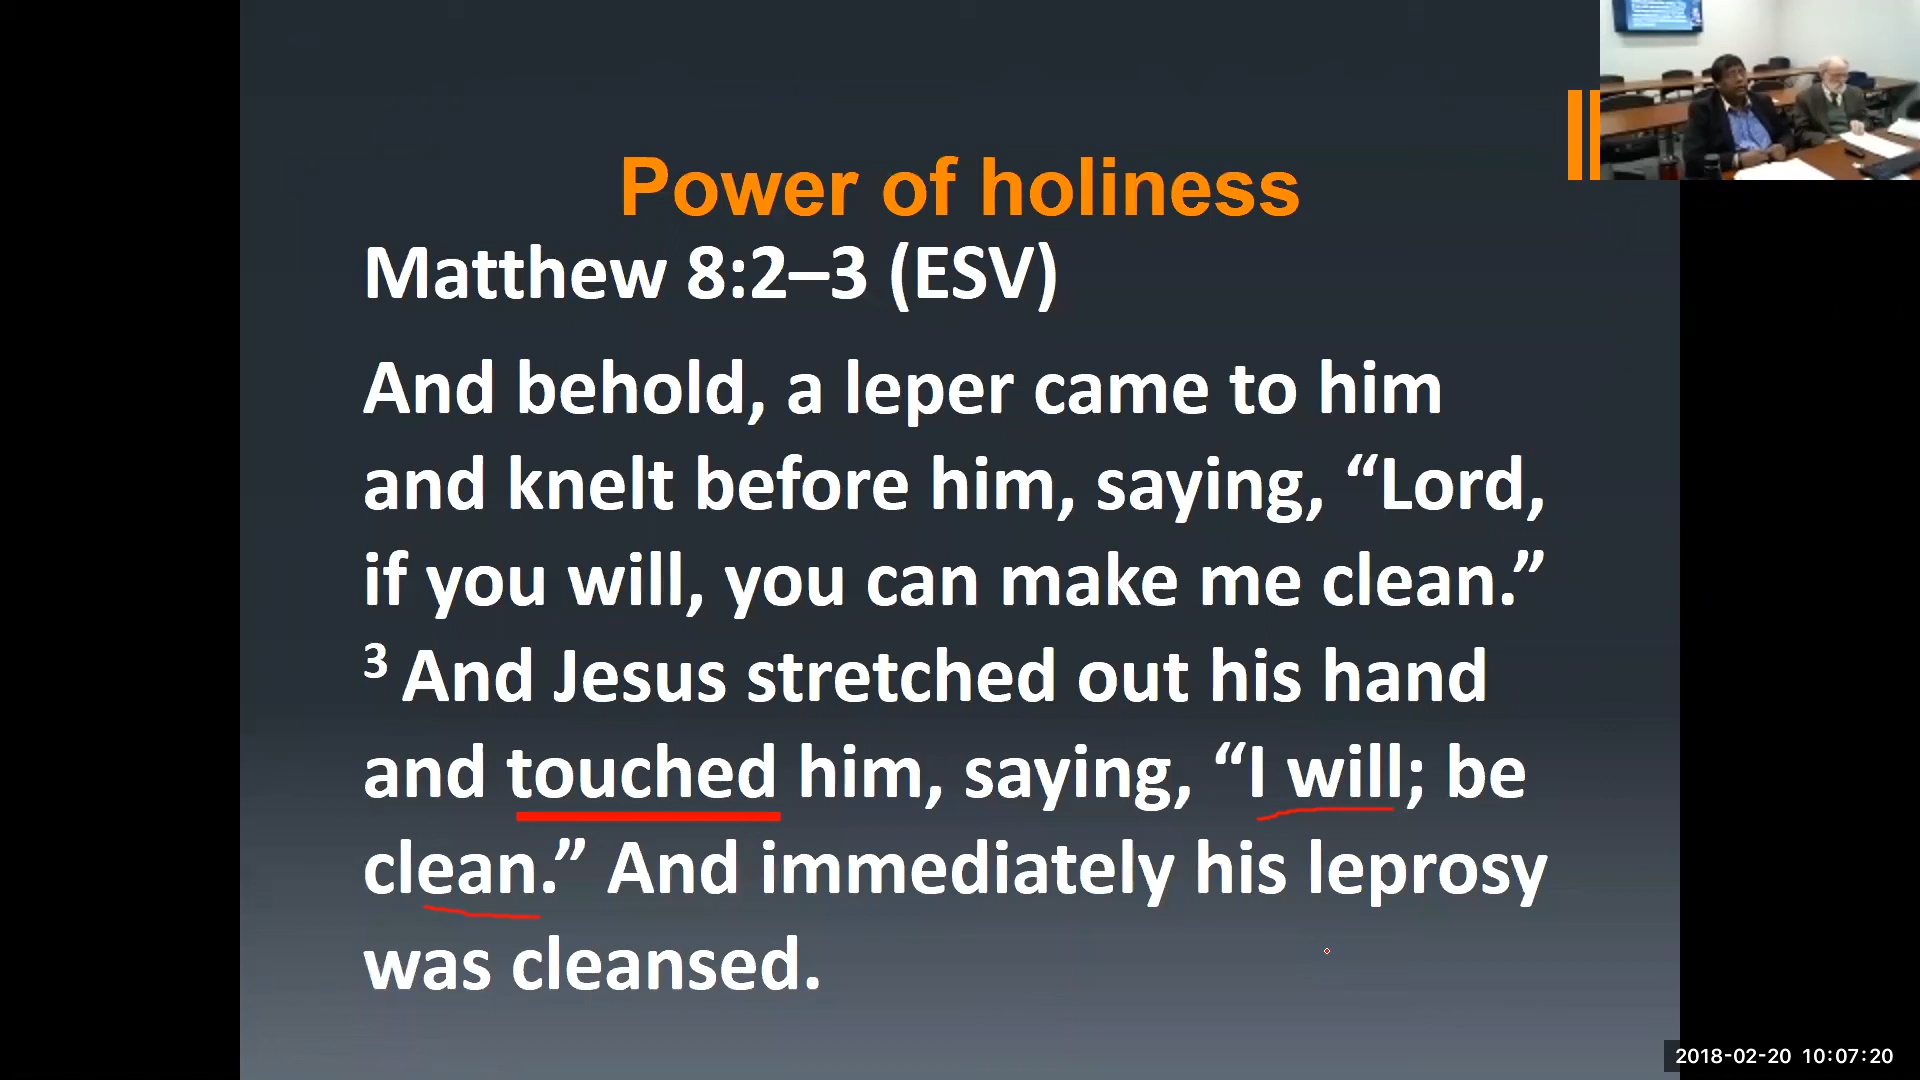 Power of holiness
Matthew 8:2–3 (ESV)
And behold, a leper came to him
and knelt before him, saying, “Lord,
if you will, you can make me clean.”
3 And Jesus stretched out his hand
and touched him, saying, “I will; be
clean.” And immediately his leprosy
was cleansed.
2018-02-20 10:07:20